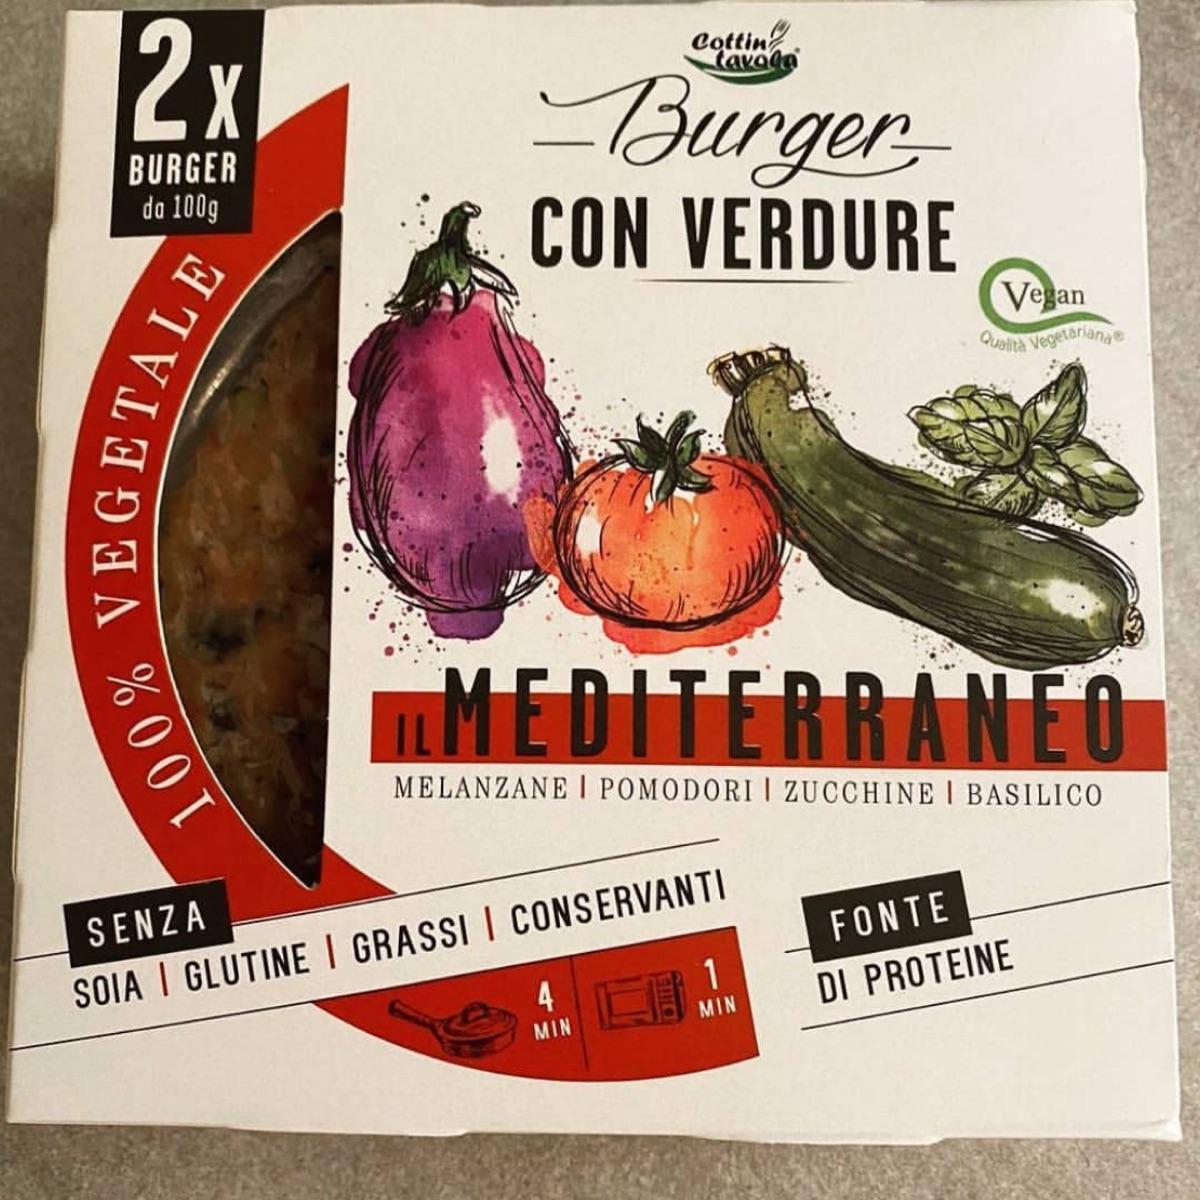 2x
BURGER
da 100g
Cottin
tavola®
Burger
CON VERDURE
Vegan
Qualità Vegetariana®
100% VEGETALE
IL MEDITERRANEO
MELANZANE | POMODORI | ZUCCHINE | BASILICO
SENZA
SOIA | GLUTINE | GRASSI | CONSERVANTI
FONTE
DI PROTEINE
4
MIN
1
MIN